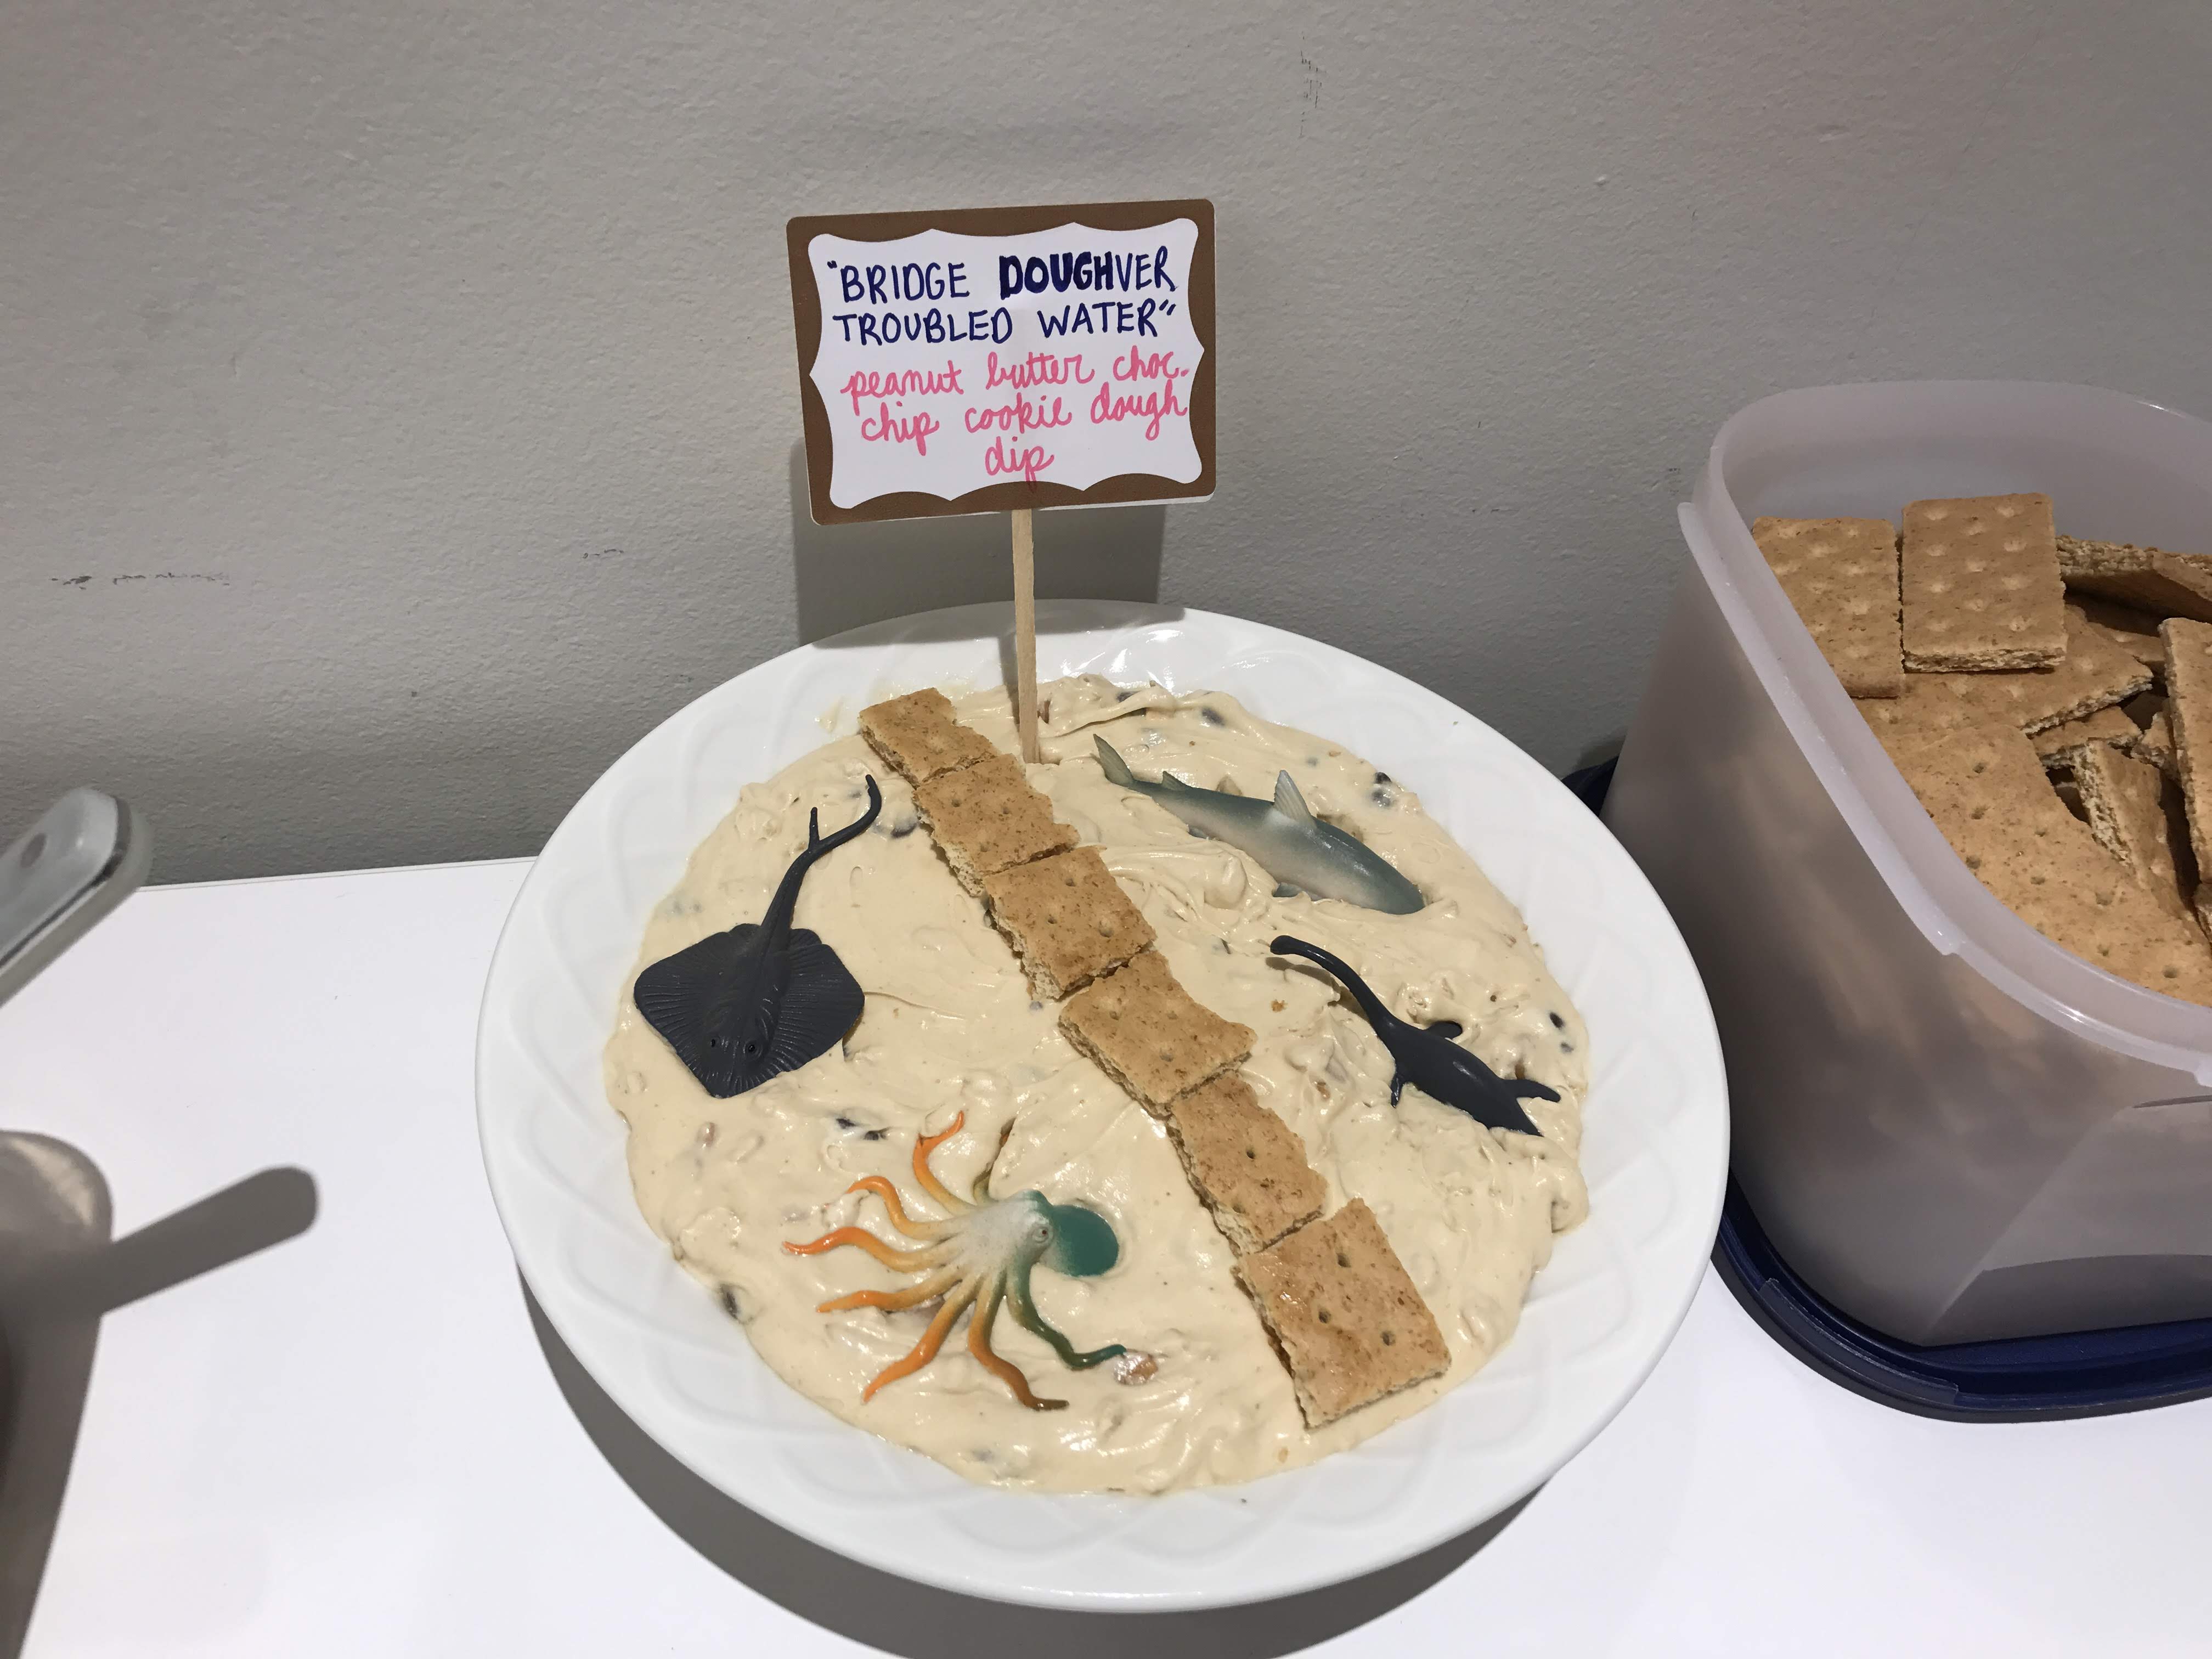 "BRIDGE DOUGHVER
TROUBLED WATER"
peanut butter choc.
chip cookie dough
dip